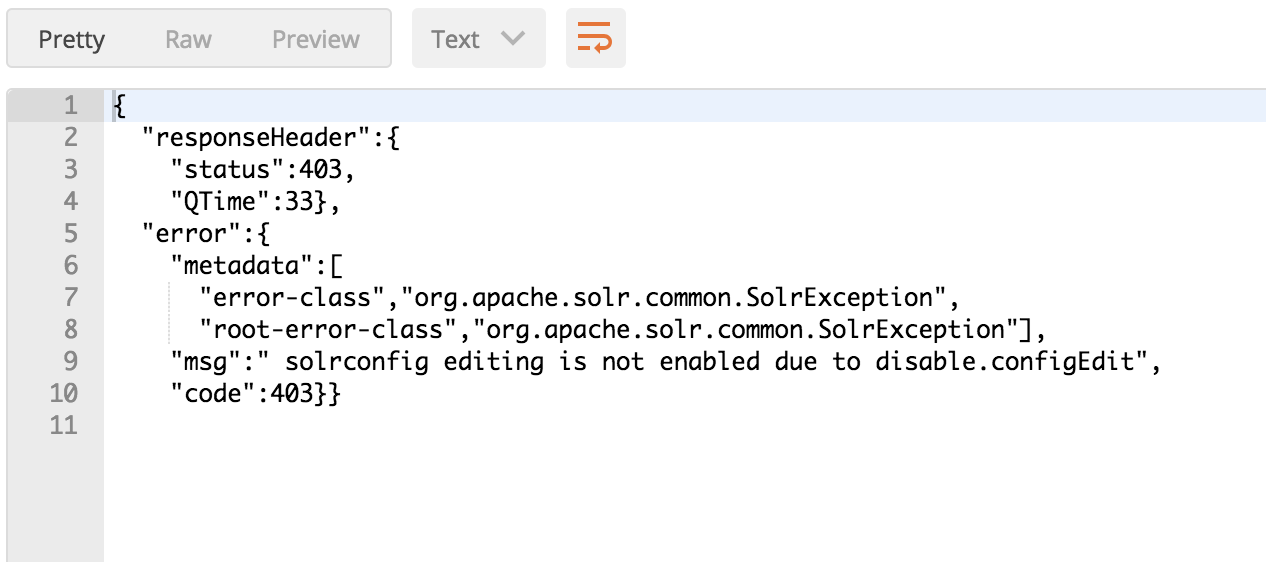 Pretty Raw Preview Text
1 {
2 "responseHeader":{
3 "status":403,
4 "QTime":33},
5 "error":{
6 "metadata":[
7 "error-class","org.apache.solr.common.SolrException",
8 "root-error-class","org.apache.solr.common.SolrException"],
9 "msg":" solrconfig editing is not enabled due to disable.configEdit",
10 "code":403}}
11